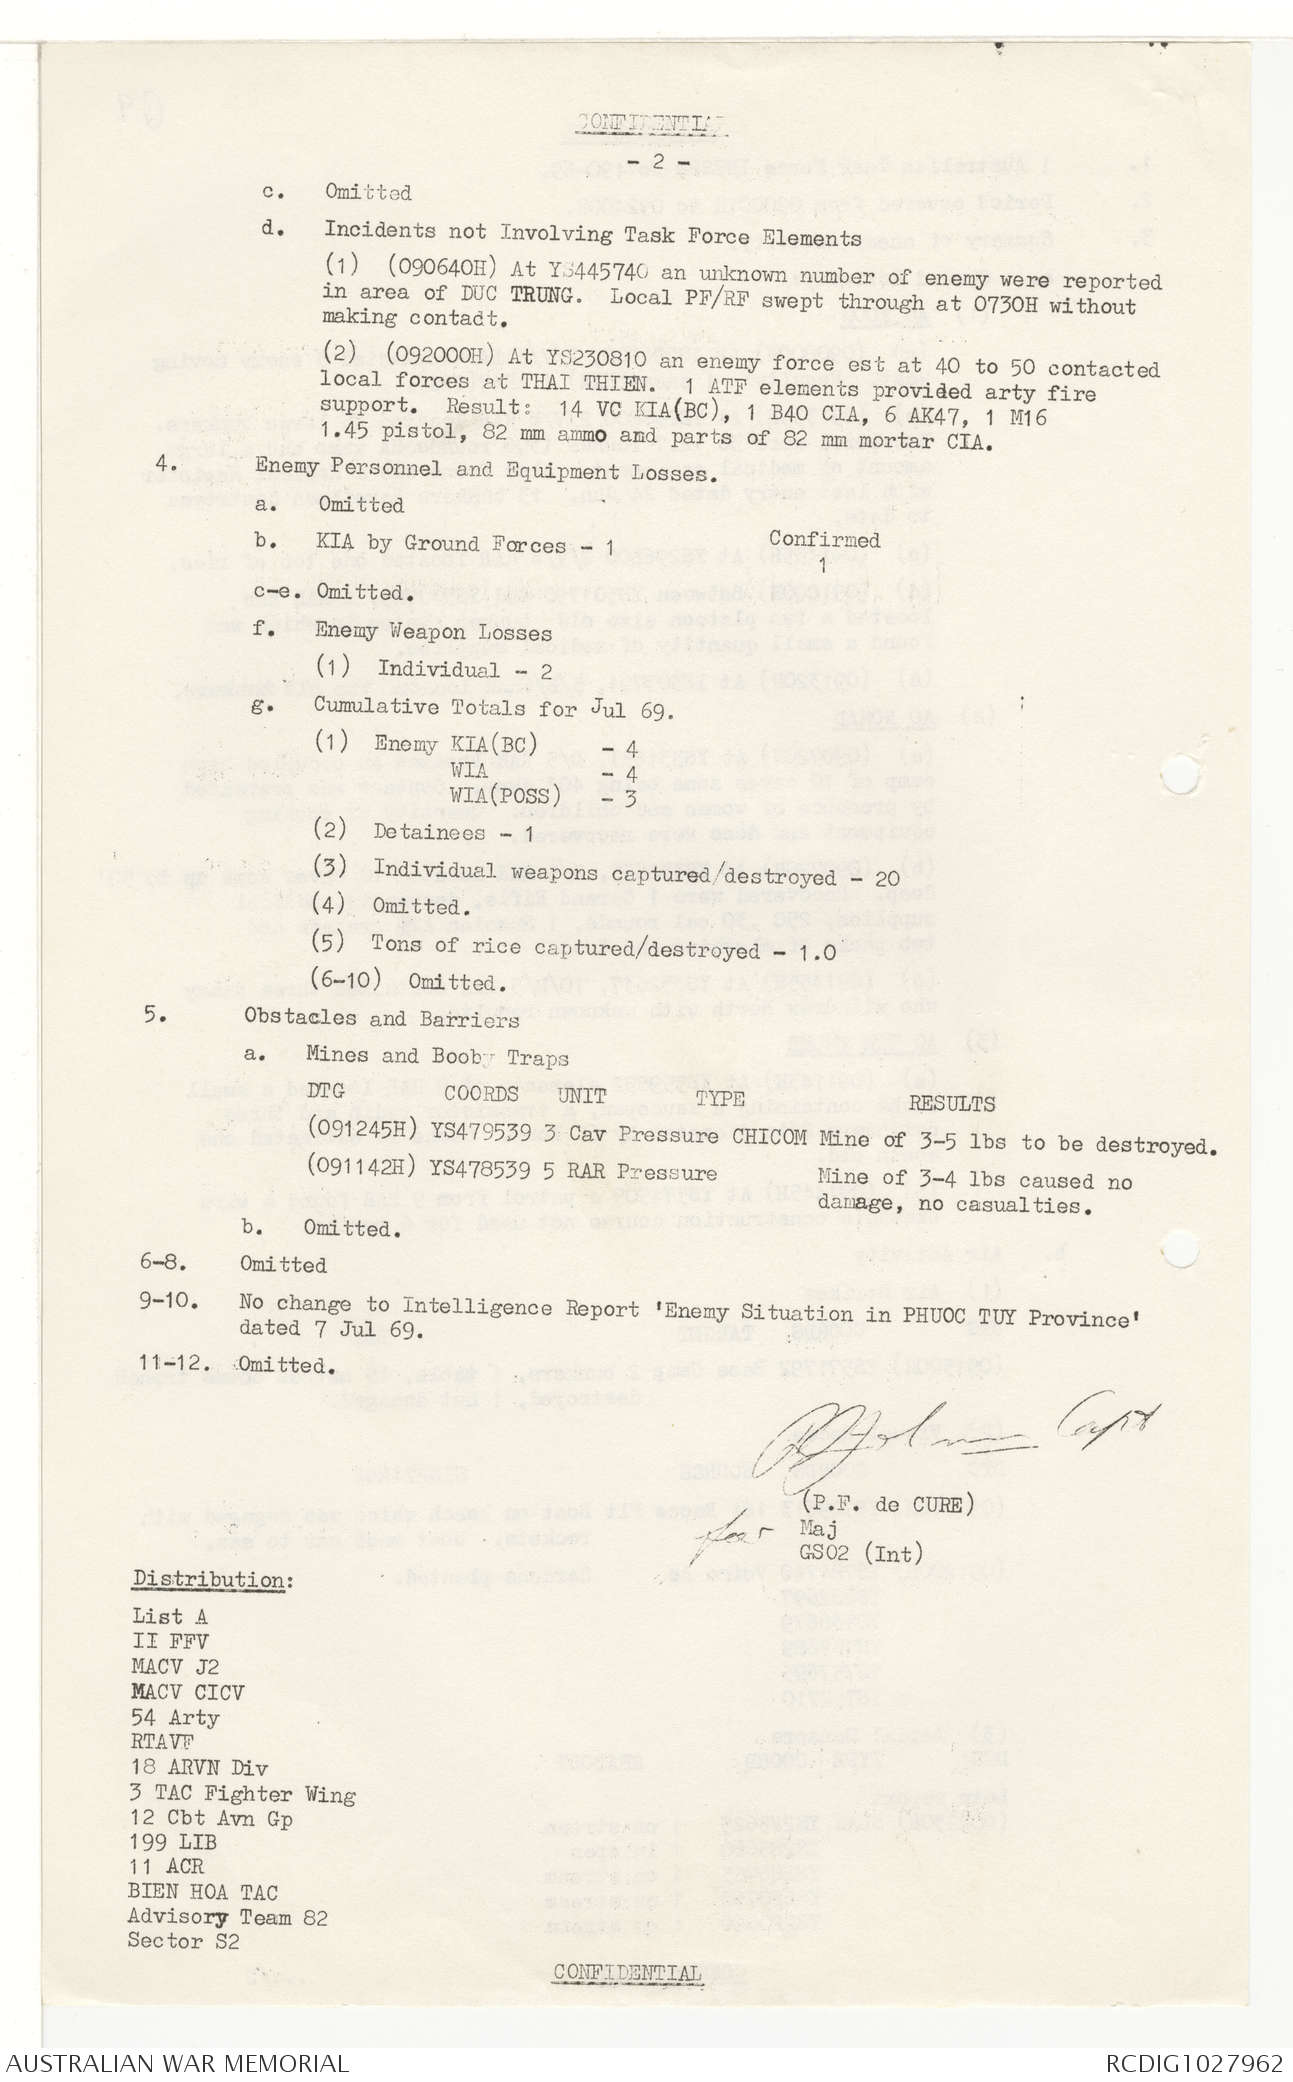 CONFIDENTIAL
- 2 -
c. Omitted
d. Incidents not Involving Task Force Elements
(1) (090640H) At YS445740 an unknown number of enemy were reported
in area of DUC TRUNG. Local PF/RF swept through at 0730H without
making contadt.
(2) (092000H) At YS230810 an enemy force est at 40 to 50 contacted
local forces at THAI THIEN. 1 ATF elements provided arty fire
support. Result: 14 VC KIA(BC), 1 B40 CIA, 6 AK47, 1 M16
1.45 pistol, 82 mm ammo and parts of 82 mm mortar CIA.
4. Enemy Personnel and Equipment Losses.
a. Omitted
b. KIA by Ground Forces - 1 Confirmed
1
c-e. Omitted.
f. Enemy Weapon Losses
(1) Individual - 2
g. Cumulative Totals for Jul 69.
(1) Enemy KIA(BC) - 4
WIA - 4
WIA(POSS) - 3
(2) Detainees - 1
(3) Individual weapons captured/destroyed - 20
(4) Omitted.
(5) Tons of rice captured/destroyed - 1.0
(6-10) Omitted.
5. Obstacles and Barriers
a. Mines and Booby Traps
DTG COORDS UNIT TYPE RESULTS
(091245H) YS479539 3 Cav Pressure CHICOM Mine of 3-5 lbs to be destroyed.
(091142H) YS478539 5 RAR Pressure Mine of 3-4 lbs caused no
damage, no casualties.
b. Omitted.
6-8. Omitted
9-10. No change to Intelligence Report 'Enemy Situation in PHUOC TUY Province'
dated 7 Jul 69.
11-12. Omitted.
Capt
(P.F. de CURE)
for Maj
GSO2 (Int)
Distribution:
List A
II FFV
MACV J2
MACV CICV
54 Arty
RTAVF
18 ARVN Div
3 TAC Fighter Wing
12 Cbt Avn Gp
199 LIB
11 ACR
BIEN HOA TAC
Advisory Team 82
Sector S2
CONFIDENTIAL
AUSTRALIAN WAR MEMORIAL RCDIG1027962